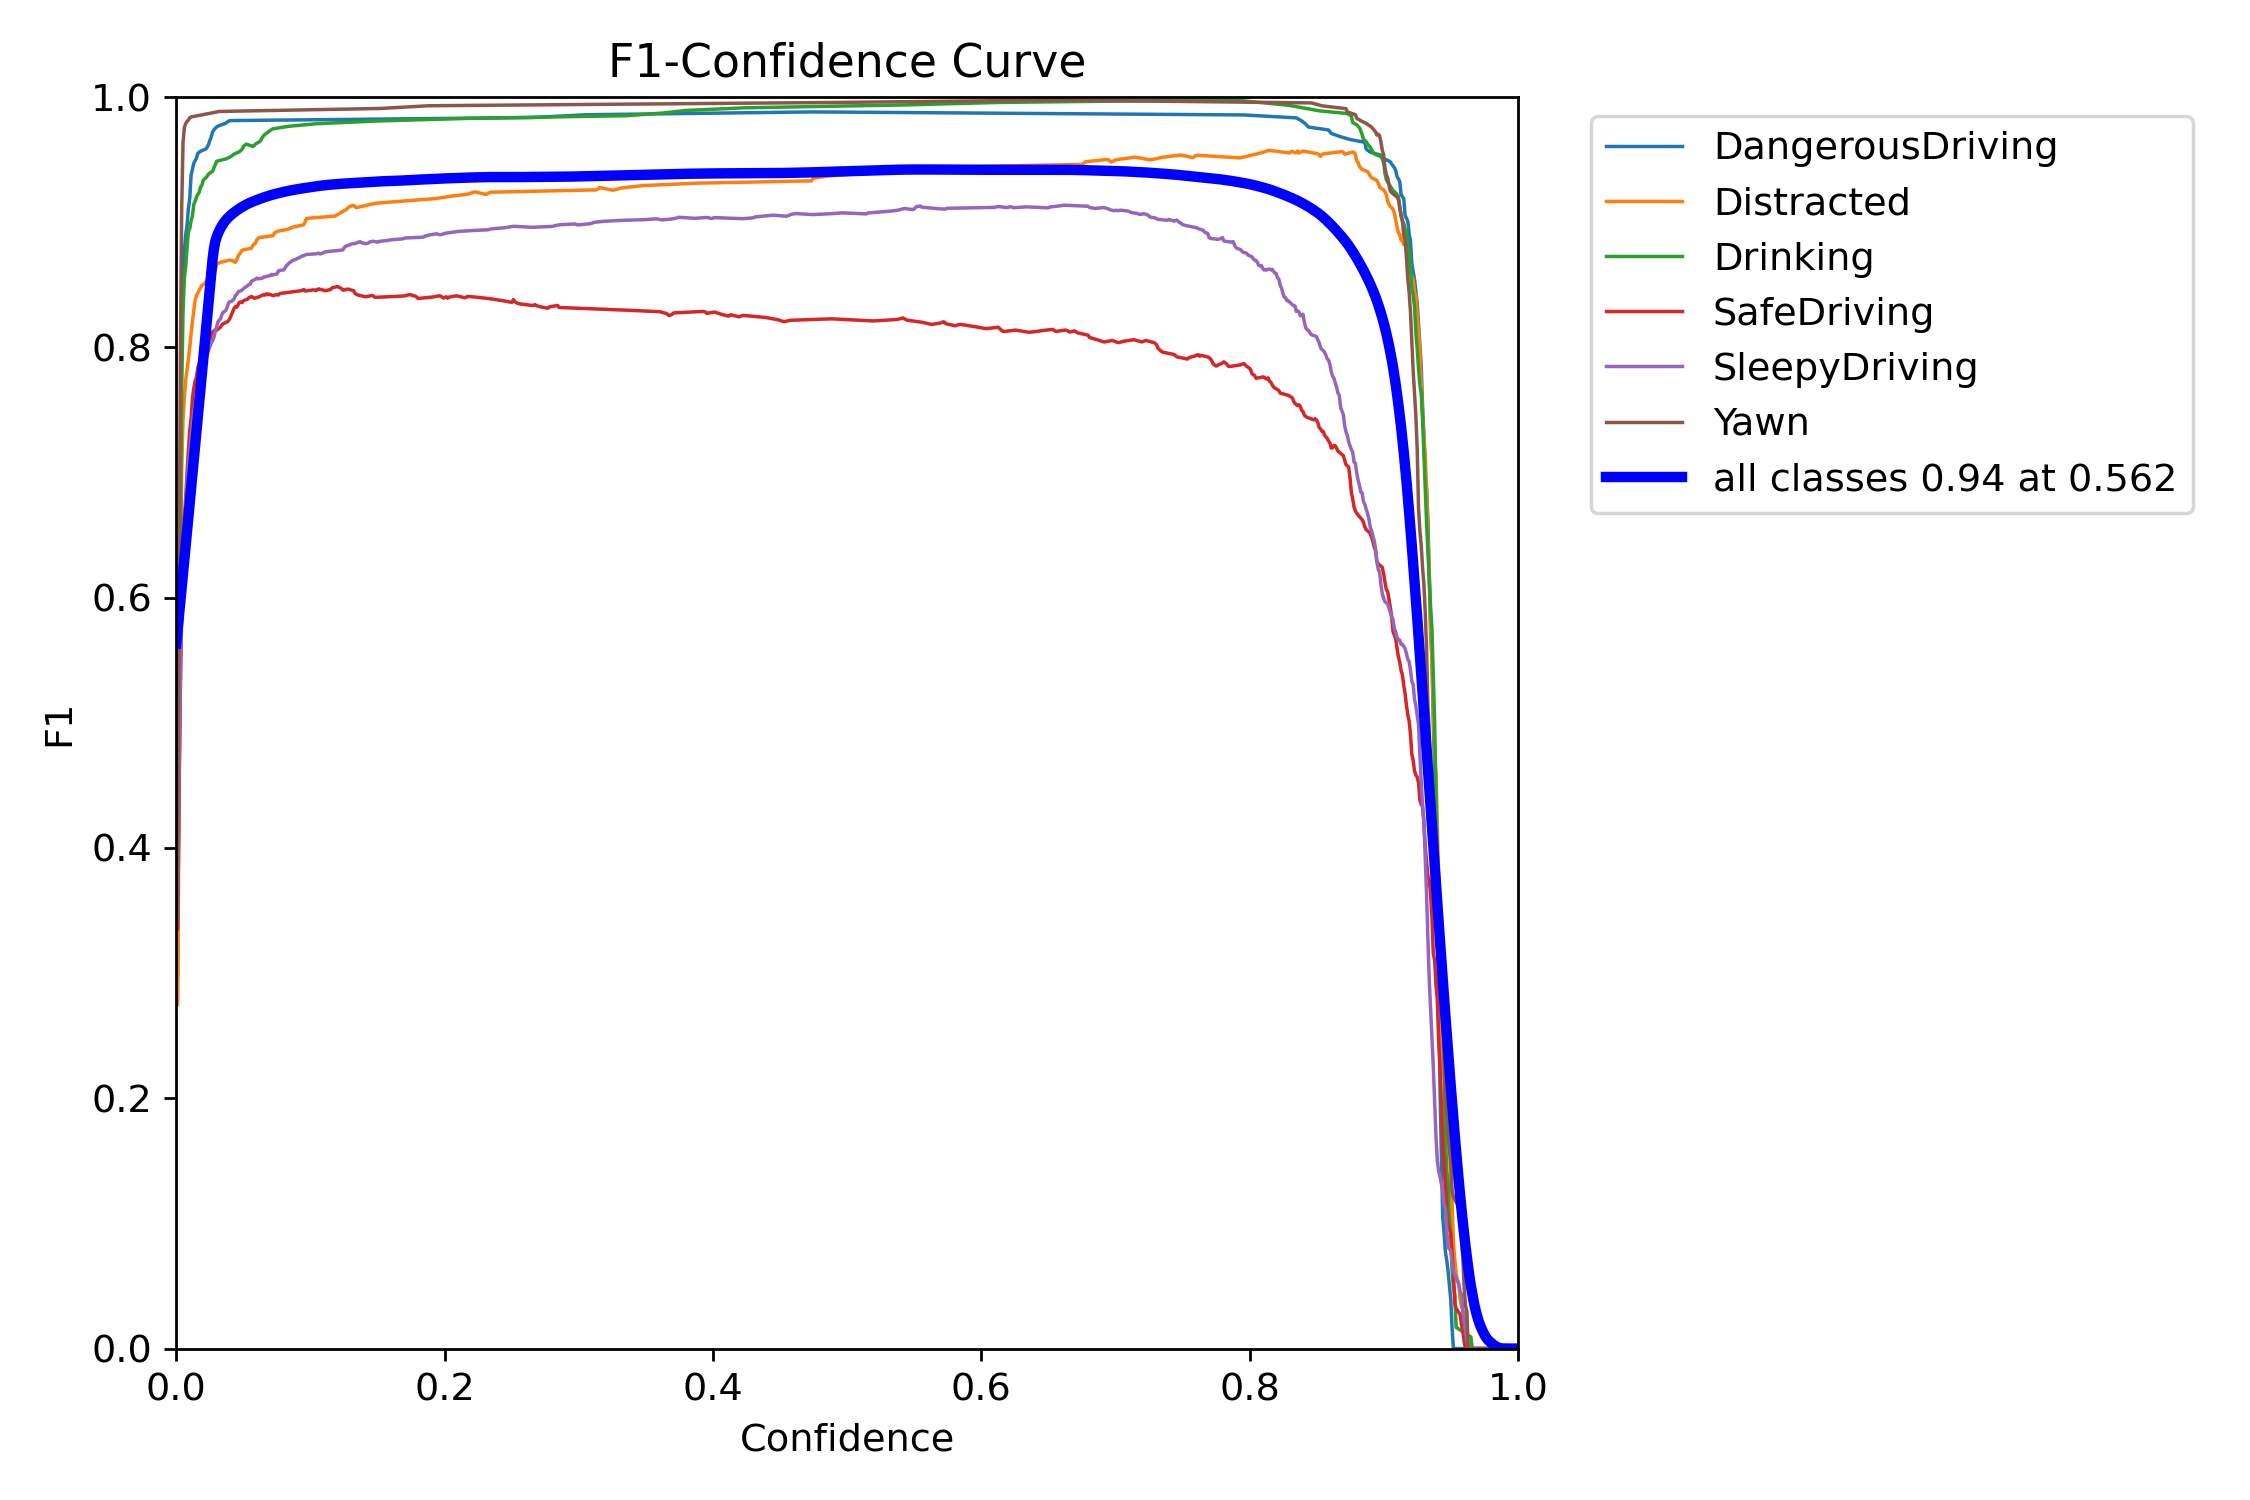 F1-Confidence Curve
1.0
0.8
0.6
0.4
0.2
0.0
F1
0.0 0.2 0.4 0.6 0.8 1.0
Confidence
DangerousDriving
Distracted
Drinking
SafeDriving
SleepyDriving
Yawn
all classes 0.94 at 0.562